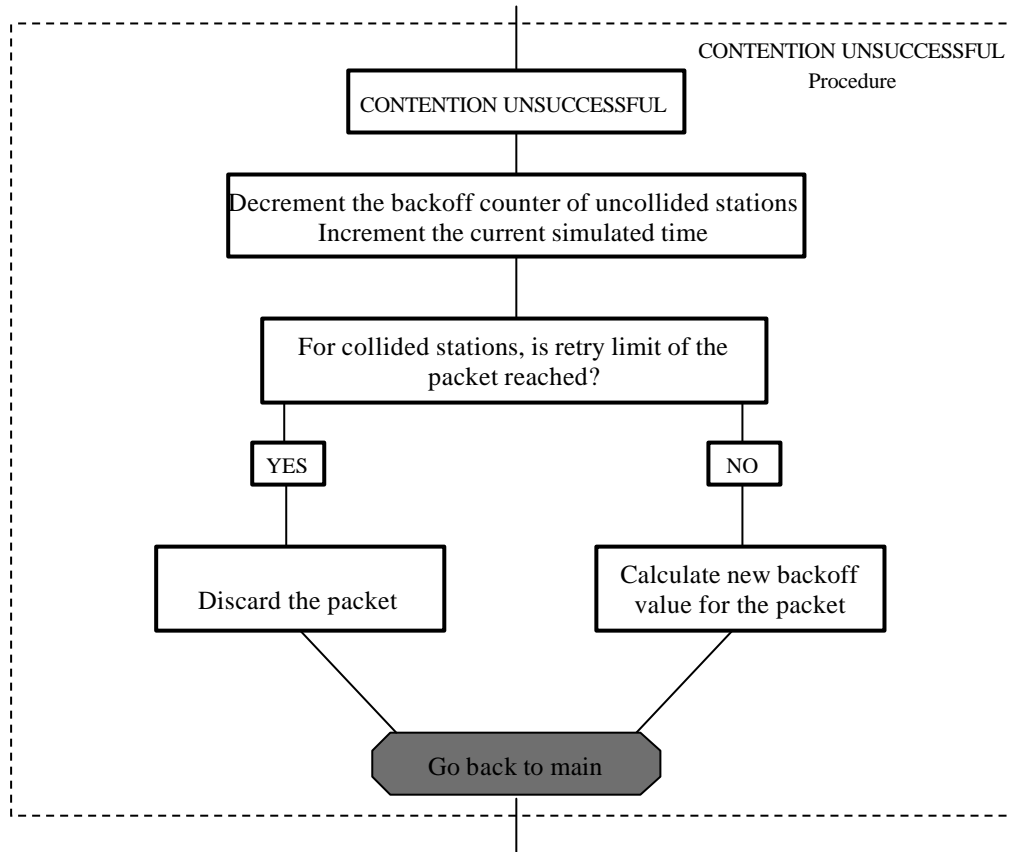 CONTENTION UNSUCCESSFUL
Procedure
CONTENTION UNSUCCESSFUL
Decrement the backoff counter of uncollided stations
Increment the current simulated time
For collided stations, is retry limit of the
packet reached?
YES
NO
Discard the packet
Calculate new backoff
value for the packet
Go back to main